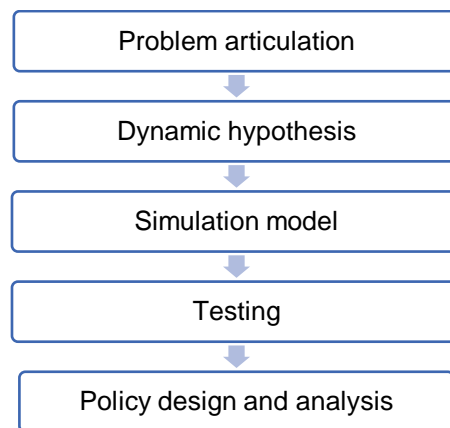 Problem articulation
Dynamic hypothesis
Simulation model
Testing
Policy design and analysis